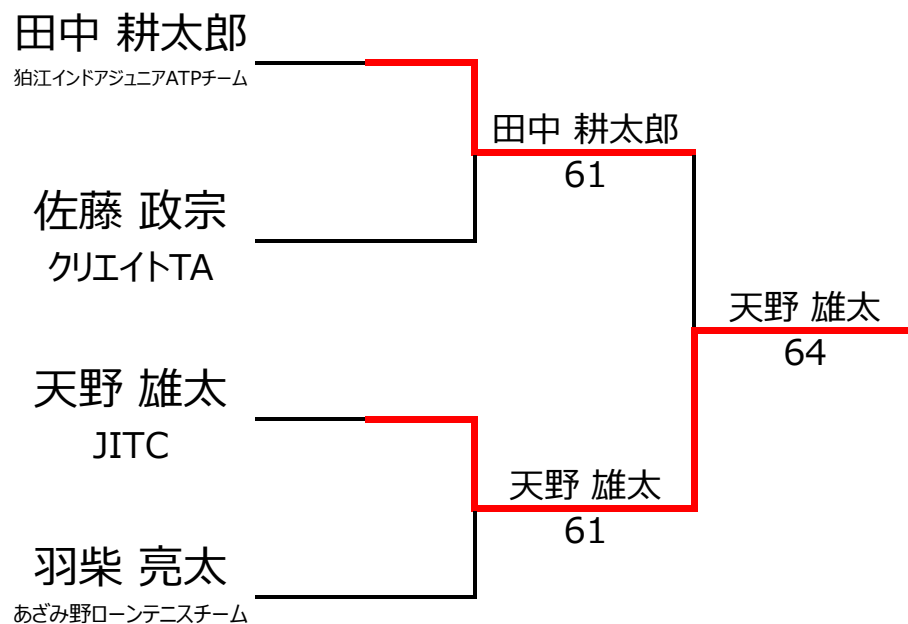 田中 耕太郎
狛江インドアジュニアATPチーム
田中 耕太郎
61
佐藤 政宗
クリエイトTA
天野 雄太
64
天野 雄太
JITC
天野 雄太
61
羽柴 亮太
あざみ野ローンテニスチーム